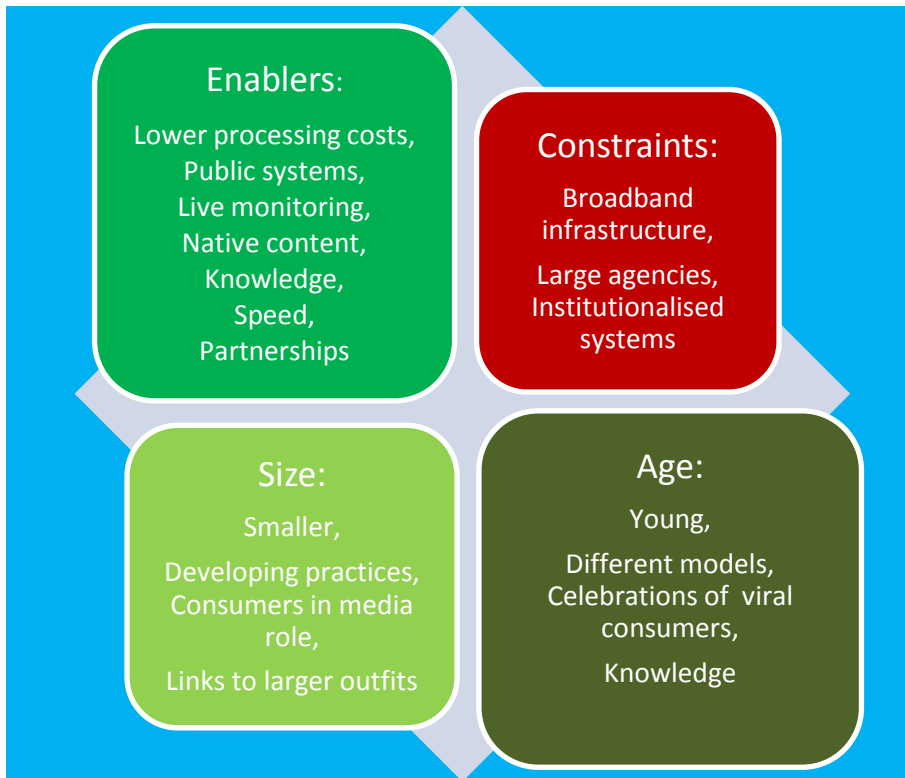 Enablers:
Lower processing costs,
Public systems,
Live monitoring,
Native content,
Knowledge,
Speed,
Partnerships
Constraints:
Broadband
infrastructure,
Large agencies,
Institutionalised
systems
Size:
Smaller,
Developing practices,
Consumers in media
role,
Links to larger outfits
Age:
Young,
Different models,
Celebrations of viral
consumers,
Knowledge